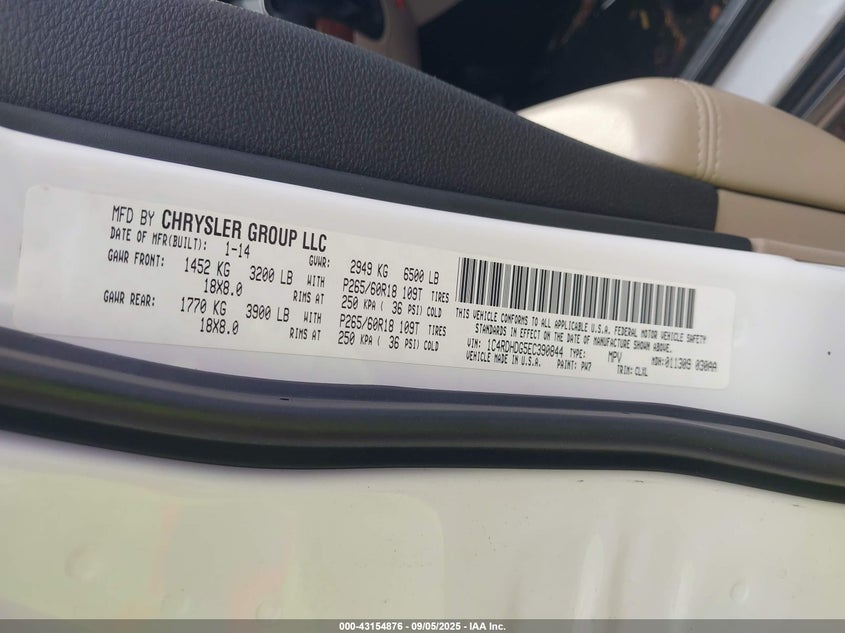 MFD BY CHRYSLER GROUP LLC
DATE OF MFR(BUILT): 1-14 GVWR: 2949 KG 6500 LB
GAWR FRONT: 1452 KG 3200 LB WITH P265/60R18 109T TIRES
18X8.0 RIMS AT 250 KPA ( 36 PSI) COLD
GAWR REAR: 1770 KG 3900 LB WITH P265/60R18 109T TIRES
18X8.0 RIMS AT 250 KPA ( 36 PSI) COLD
THIS VEHICLE CONFORMS TO ALL APPLICABLE U.S.A. FEDERAL MOTOR VEHICLE SAFETY
STANDARDS IN EFFECT ON THE DATE OF MANUFACTURE SHOWN ABOVE.
VIN: 1C4RDHDG5EC390844 TYPE: MPV MDH: 011309 030AA
VEHICLE MADE IN U.S.A. PAINT: PW7 TRIM: CLXL
000-43154876 | 09/05/2025 - IAA Inc.